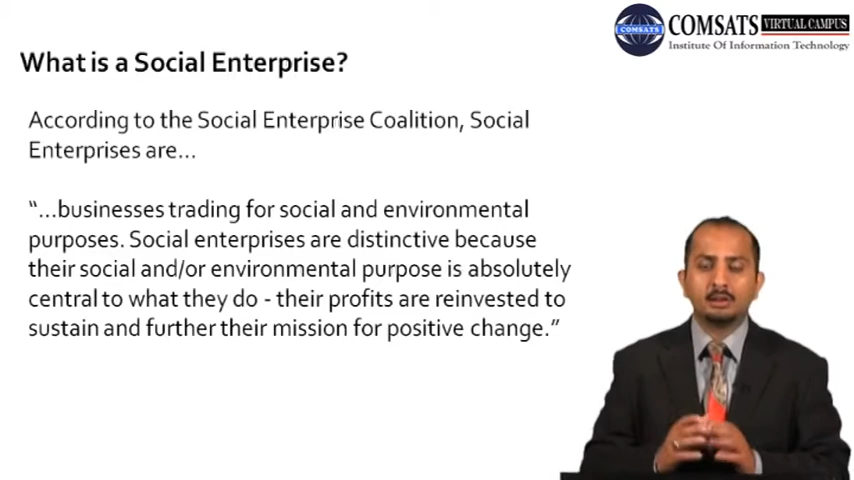 COMSATS VIRTUAL CAMPUS
COMSATS
Institute Of Information Technology
What is a Social Enterprise?
According to the Social Enterprise Coalition, Social
Enterprises are...
“...businesses trading for social and environmental
purposes. Social enterprises are distinctive because
their social and/or environmental purpose is absolutely
central to what they do - their profits are reinvested to
sustain and further their mission for positive change.”